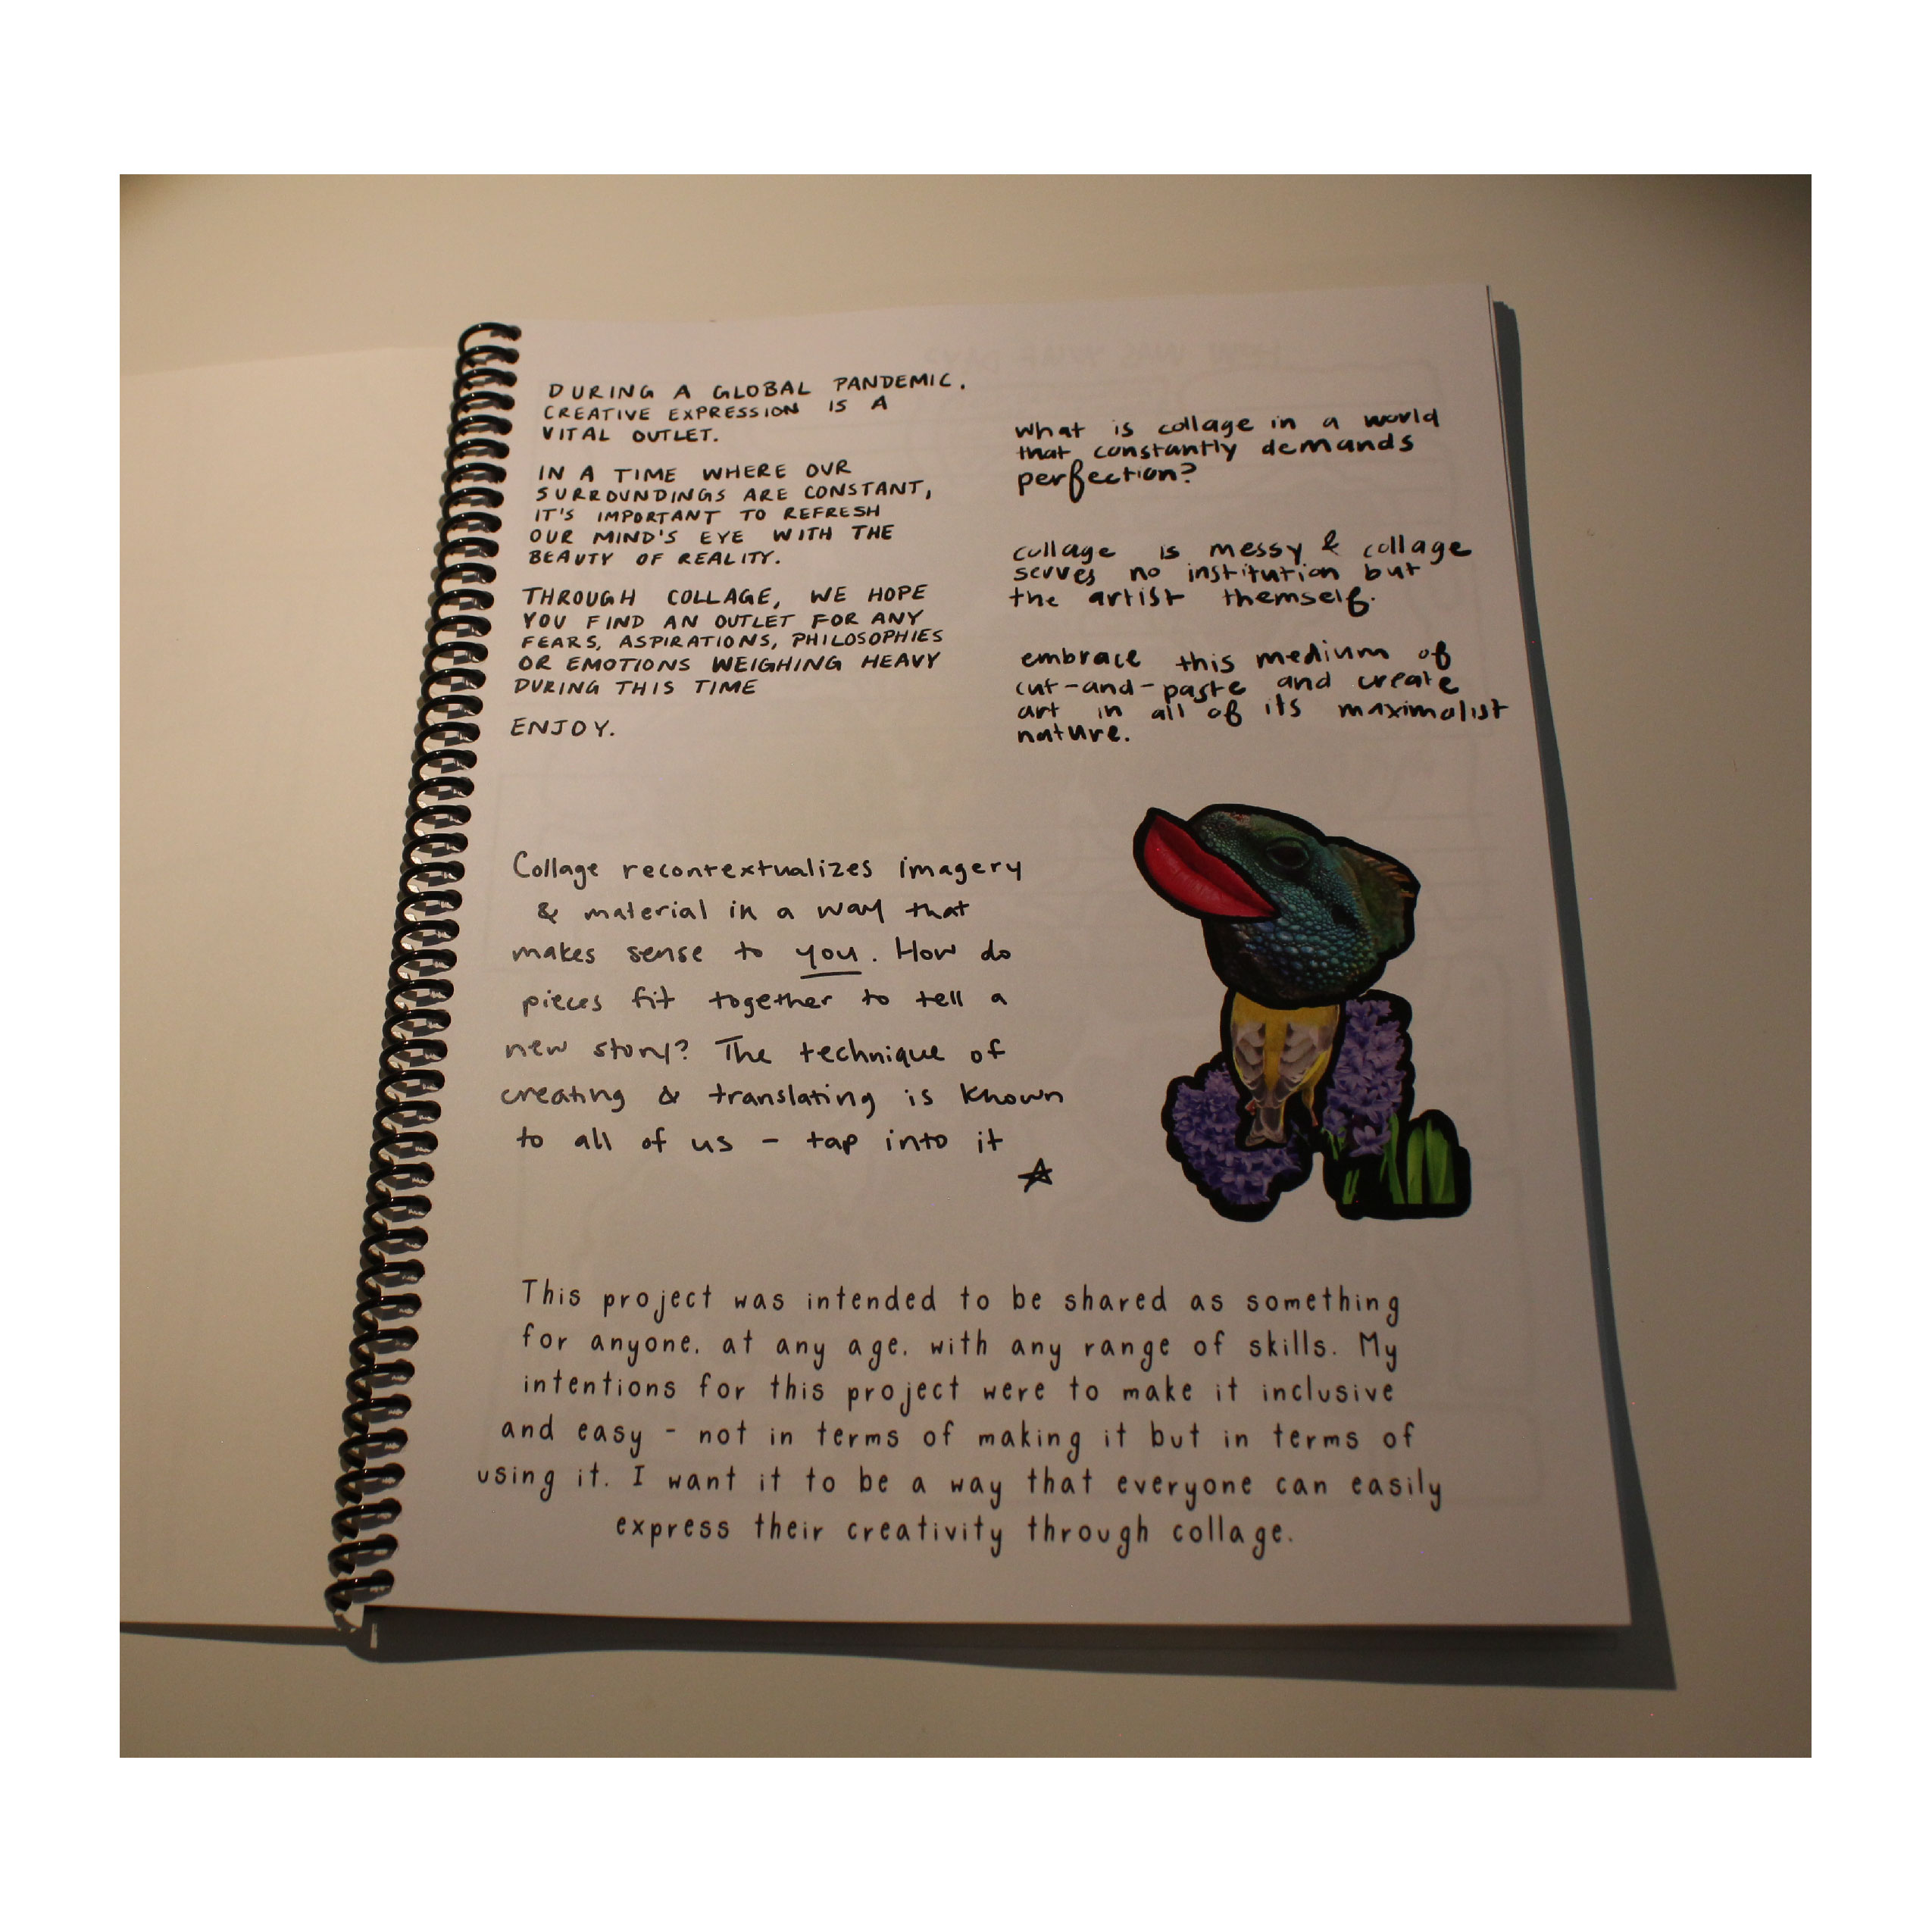 DURING A GLOBAL PANDEMIC.
CREATIVE EXPRESSION IS A
VITAL OUTLET.
IN A TIME WHERE OUR
SURROUNDINGS ARE CONSTANT,
IT'S IMPORTANT TO REFRESH
OUR MIND'S EYE WITH THE
BEAUTY OF REALITY.
THROUGH COLLAGE, WE HOPE
YOU FIND AN OUTLET FOR ANY
FEARS, ASPIRATIONS, PHILOSOPHIES
OR EMOTIONS WEIGHING HEAVY
DURING THIS TIME
ENJOY.
what is collage in a world
that constantly demands
perfection?
collage is messy & collage
serves no institution but
the artist themself.
embrace this medium of
cut-and-paste and create
art in all of its maximalist
nature.
Collage recontextualizes imagery
& material in a way that
makes sense to you. How do
pieces fit together to tell a
new story? The technique of
creating & translating is known
to all of us - tap into it
This project was intended to be shared as something
for anyone. at any age. with any range of skills. My
intentions for this project were to make it inclusive
and easy - not in terms of making it but in terms of
using it. I want it to be a way that everyone can easily
express their creativity through collage.